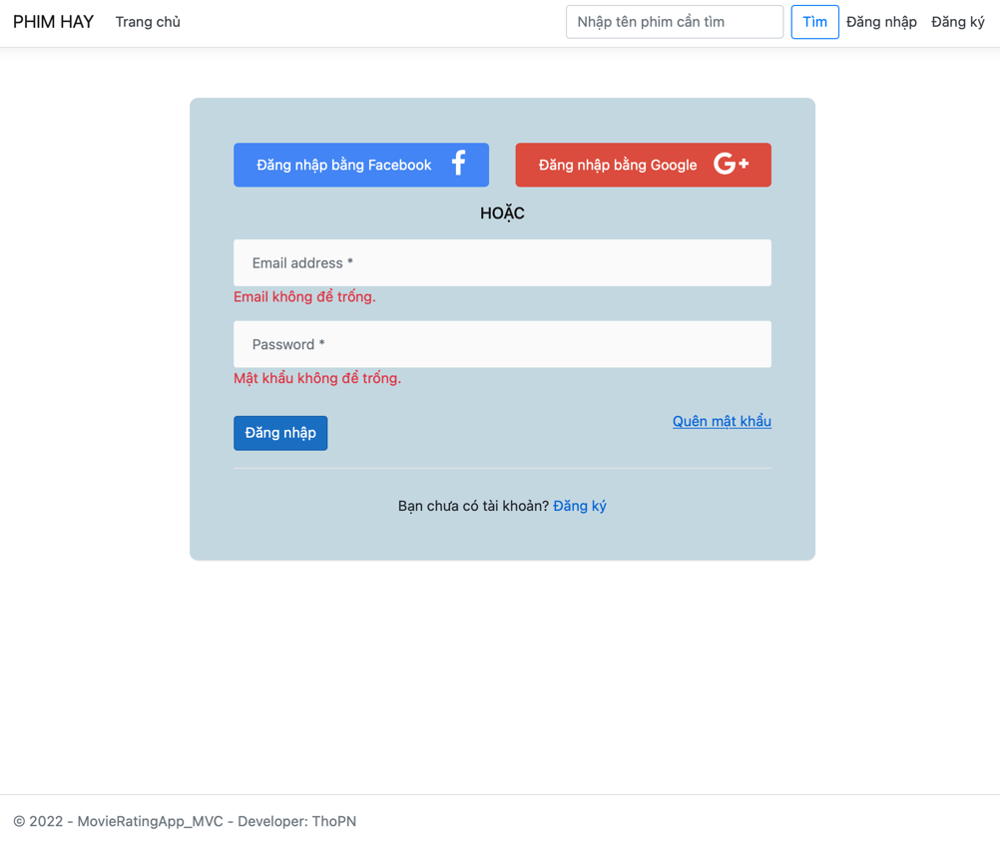 PHIM HAY Trang chủ Nhập tên phim cần tìm Tìm Đăng nhập Đăng ký
Đăng nhập bằng Facebook Đăng nhập bằng Google G+
HOẶC
Email address *
Email không để trống.
Password *
Mật khẩu không để trống.
Đăng nhập Quên mật khẩu
Bạn chưa có tài khoản? Đăng ký
© 2022 - MovieRatingApp_MVC - Developer: ThoPN